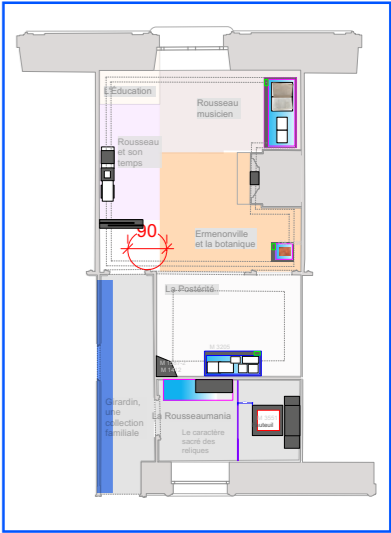 L'Éducation
Rousseau
musicien
Rousseau
et son
temps
90
Ermenonville
et la botanique
La Postérité
M 3206
Girardin,
une
collection
familiale
La Rousseaumania
Le caractère
sacré des
reliques